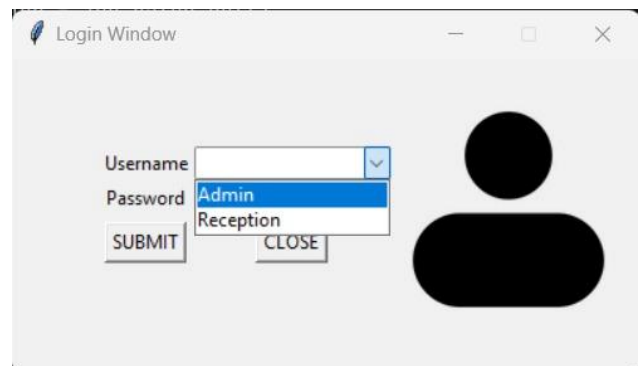 Login Window
Username
Admin
Password
Reception
SUBMIT CLOSE